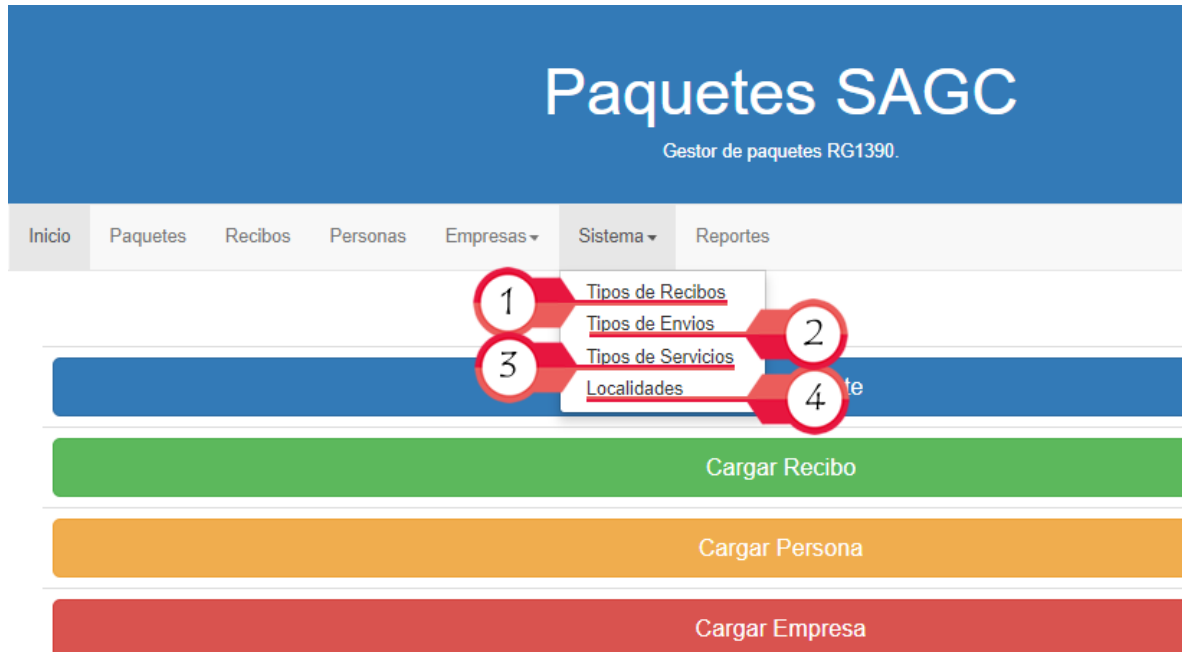 Paquetes SAGC
Gestor de paquetes RG1390.
Inicio Paquetes Recibos Personas Empresas Sistema Reportes
1 Tipos de Recibos
Tipos de Envios 2
3 Tipos de Servicios
Localidades 4
Cargar Recibo
Cargar Persona
Cargar Empresa